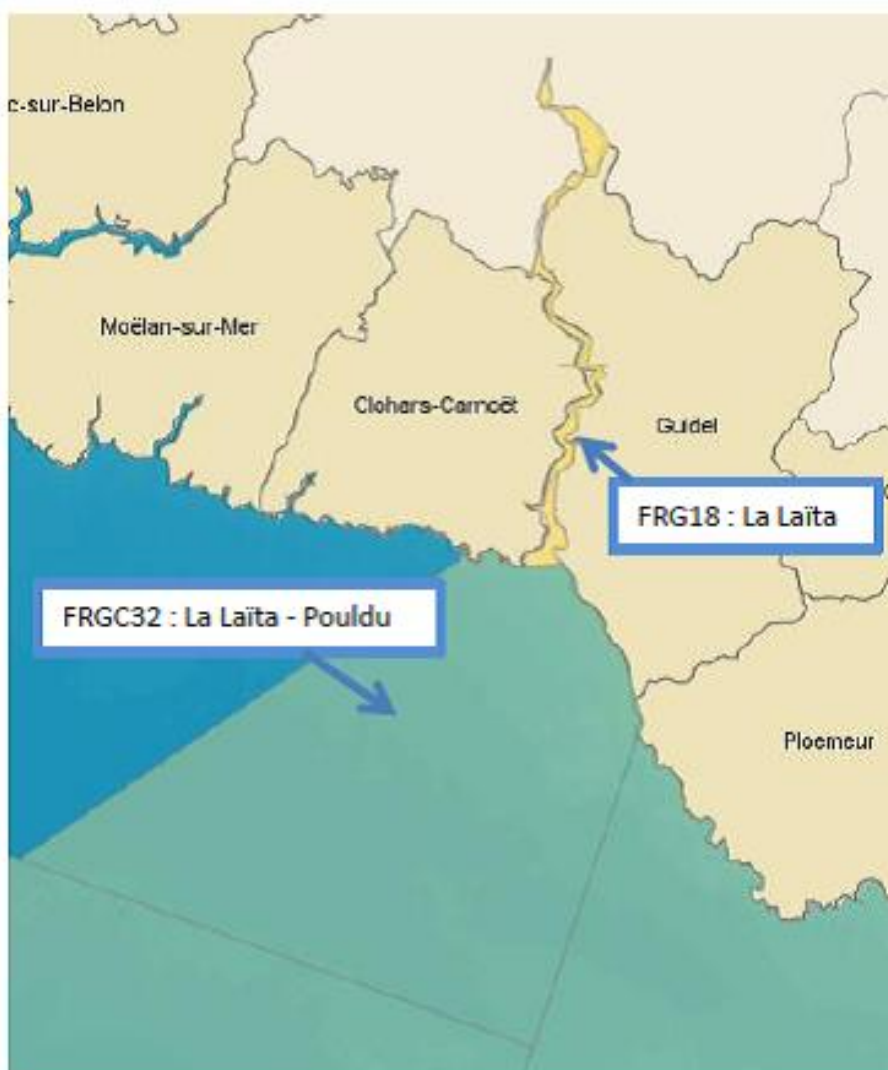 c-sur-Belon
Moëlan-sur-Mer
Clohars-Carnoët
Guidel
FRG18 : La Laïta
FRGC32 : La Laïta - Pouldu
Ploemeur